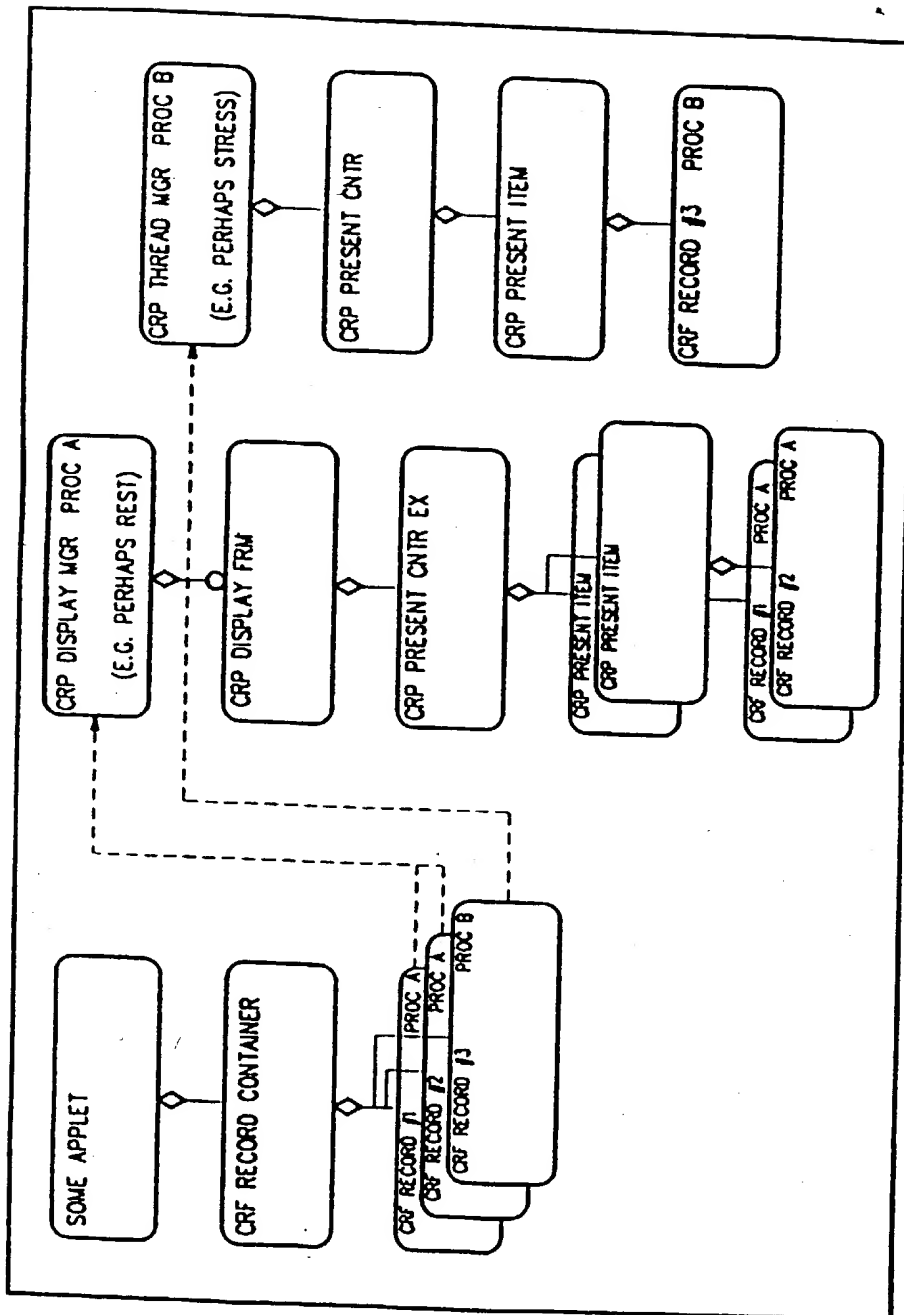 SOME APPLET
CRF RECORD CONTAINER
CRF RECORD #1 PROC A
CRF RECORD #2 PROC A
CRF RECORD #3 PROC B
CRP DISPLAY MGR PROC A
(E.G. PERHAPS REST)
CRP DISPLAY FRM
CRP PRESENT CNTR EX
CRP PRESENT ITEM
CRP PRESENT ITEM
CRF RECORD #1 PROC A
CRF RECORD #2 PROC A
CRP THREAD MGR PROC B
(E.G. PERHAPS STRESS)
CRP PRESENT CNTR
CRP PRESENT ITEM
CRF RECORD #3 PROC B